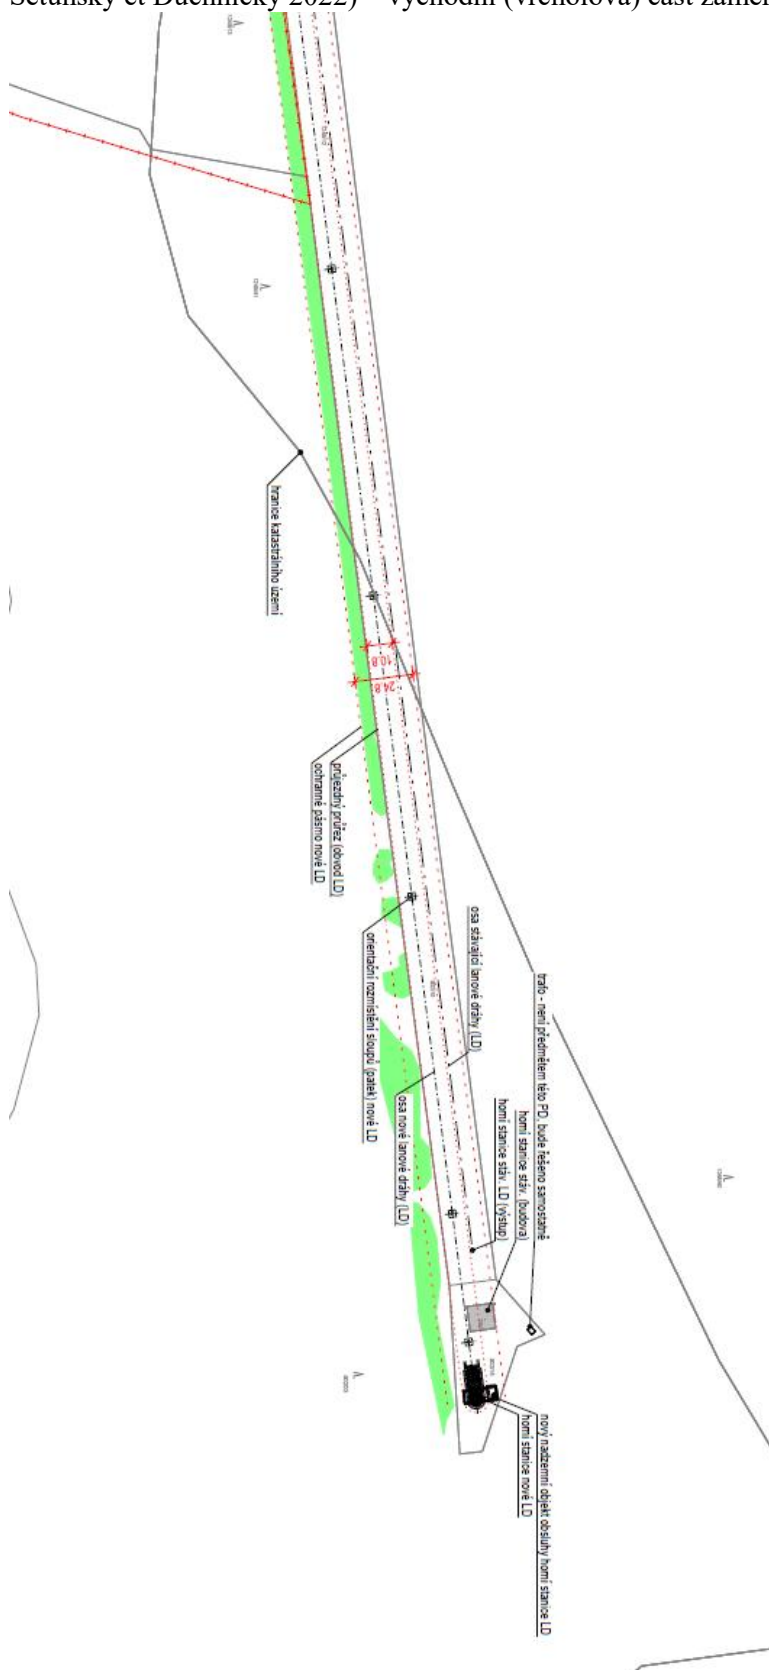 Setunský et Duchnický 2022) – východní (vrcholová) část záměr
hranice katastrálního území
10.8
24.8
průjezdný průřez (obvod LD)
ochranné pásmo nové LD
orientační rozmístění sloupů (patek) nové LD
osa stávající lanové dráhy (LD)
osa nové lanové dráhy (LD)
trafo - není předmětem této PD, bude řešeno samostatně
horní stanice stáv. (budova)
horní stanice stáv. LD (výstup)
nový nadzemní objekt obsluhy horní stanice LD
horní stanice nové LD